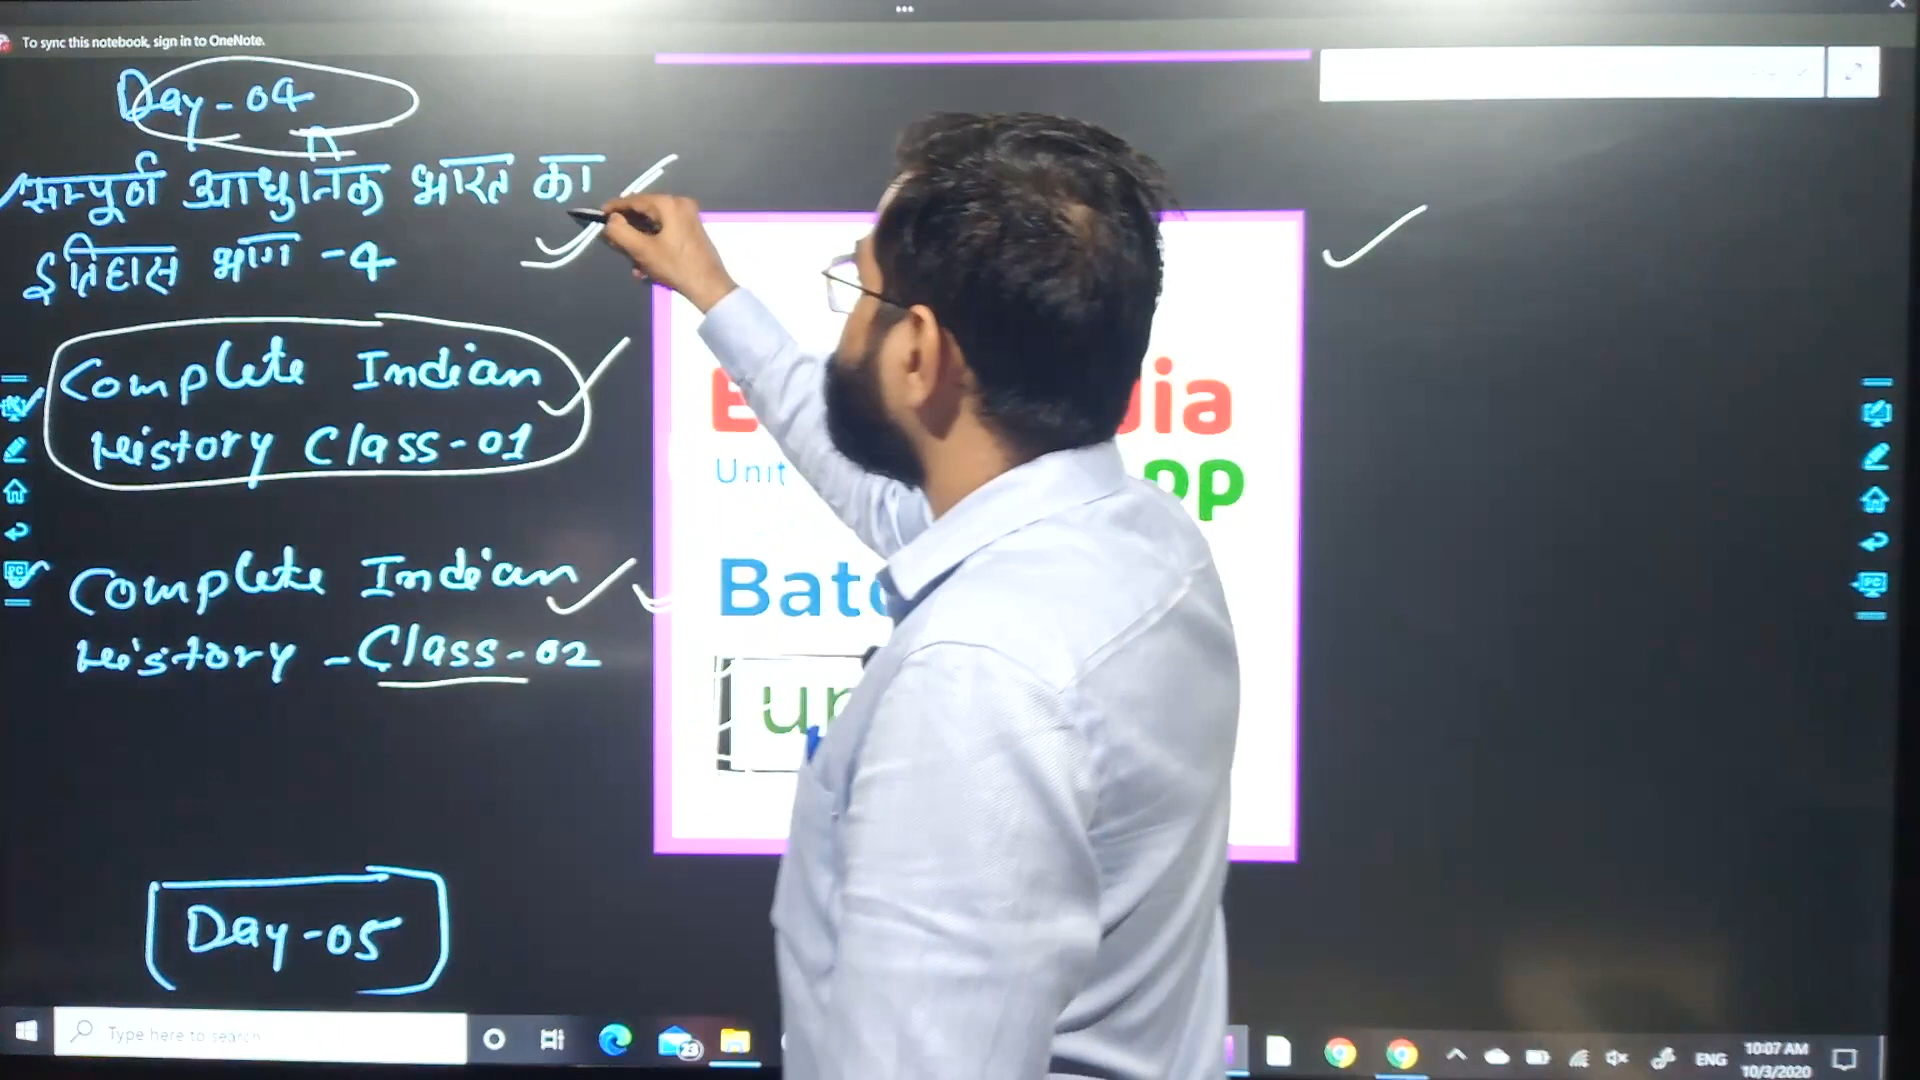 To sync this notebook, sign in to OneNote.
Day-04
सम्पूर्ण आधुनिक भारत का
इतिहास भाग -4
Complete Indian
History Class-01
Complete Indian
History - Class-02
Day-05
Unit
Type here to search
23
ENG
10:07 AM
10/3/2020